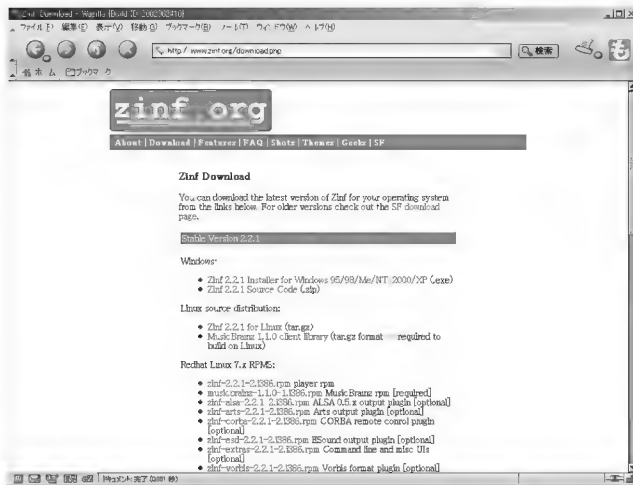 Zinf Download - Mozilla {Build ID: 2002002410}
ファイル(F) 編集(E) 表示(V) 移動(G) ブックマーク(B) ツール(T) ウィンドウ(W) ヘルプ(H)
http://www.zinf.org/download.php
検索
ホーム ブックマーク
zinf org
About | Download | Features | FAQ | Shots | Themes | Geeks | SF
Zinf Download
You can download the latest version of Zinf for your operating system
from the links below. For older versions check out the SF download
page.
Stable Version 2.2.1
Windows:
Zinf 2.2.1 Installer for Windows 95/98/Me/NT 2000/XP (.exe)
Zinf 2.2.1 Source Code (.zip)
Linux source distribution:
Zinf 2.2.1 for Linux (tar.gz)
MusicBrainz 1.1.0 client library (tar.gz format required to
build on Linux)
Redhat Linux 7.x RPMS:
zinf-2.2.1-2.i386.rpm player rpm
musicbrainz-1.1.0-1.i386.rpm MusicBrainz rpm [required]
zinf-alsa-2.2.1-2.i386.rpm ALSA 0.5.x output plugin [optional]
zinf-arts-2.2.1-2.i386.rpm Arts output plugin [optional]
zinf-corba-2.2.1-2.i386.rpm CORBA remote conrol plugin
[optional]
zinf-esd-2.2.1-2.i386.rpm ESound output plugin [optional]
zinf-extras-2.2.1-2.i386.rpm Command line and misc UIs
[optional]
zinf-vorbis-2.2.1-2.i386.rpm Vorbis format plugin [optional]
ドキュメント: 完了